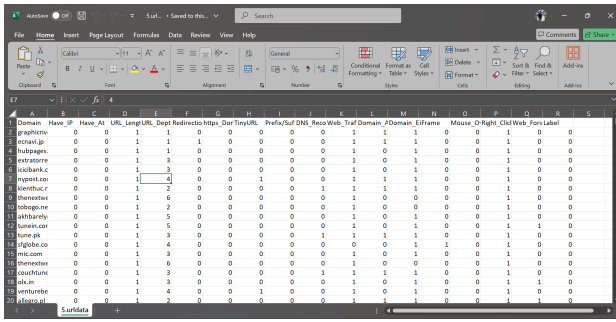 AutoSave Off 5.url... • Saved to this... Search
File Home Insert Page Layout Formulas Data Review View Help Comments Share
Paste Calibri 11 General Conditional Formatting Format as Table Cell Styles Insert Delete Format Sort & Filter Find & Select Add-ins
Clipboard Font Alignment Number Styles Cells Editing Add-ins
E7 fx 4
A B C D E F G H I J K L M N O P Q R S
1 Domain Have_IP Have_At URL_Lengt URL_Dept Redirectio https_Dor TinyURL Prefix/Suf DNS_Reco Web_Traf Domain_A Domain_E iFrame Mouse_O Right_Clicl Web_Forv Label
2 graphicriv 0 0 1 1 0 0 0 0 0 1 1 1 0 0 1 0 0
3 ecnavi.jp 0 0 1 1 1 0 0 0 0 1 1 1 0 0 1 0 0
4 hubpages. 0 0 1 1 0 0 0 0 0 1 0 1 0 0 1 0 0
5 extratorre 0 0 1 3 0 0 0 0 0 1 0 1 0 0 1 0 0
6 icicibank.c 0 0 1 3 0 0 0 0 0 1 0 1 0 0 1 0 0
7 nypost.coi 0 0 1 4 0 0 1 0 0 1 1 1 0 0 1 0 0
8 kienthuc.r 0 0 1 2 0 0 0 0 1 1 1 1 0 0 1 0 0
9 thenextwe 0 0 1 6 0 0 0 0 0 1 0 0 0 0 1 0 0
10 tobogo.ne 0 0 1 2 0 0 0 0 0 1 0 0 0 0 1 0 0
11 akhbarely 0 0 1 5 0 0 0 0 0 1 1 1 0 0 1 0 0
12 tunein.cor 0 0 1 5 0 0 0 0 0 1 0 0 0 0 1 1 0
13 tune.pk 0 0 1 3 0 0 0 0 1 1 1 1 0 0 1 0 0
14 sfglobe.co 0 0 1 4 0 0 0 0 0 0 0 1 1 0 1 0 0
15 mic.com 0 0 1 3 0 0 0 0 0 1 0 1 0 0 1 0 0
16 thenextwe 0 0 1 6 0 0 0 0 0 1 0 0 0 0 1 0 0
17 couchtune 0 0 1 3 0 0 0 0 1 1 1 1 0 0 1 0 0
18 olx.in 0 0 1 3 0 0 0 0 0 1 0 1 0 0 1 1 0
19 venturebe 0 0 1 4 0 0 1 0 0 1 0 1 0 0 1 0 0
20 allegro.pl 0 0 1 2 0 0 0 0 0 1 0 0 0 0 1 1 0
5.urldata